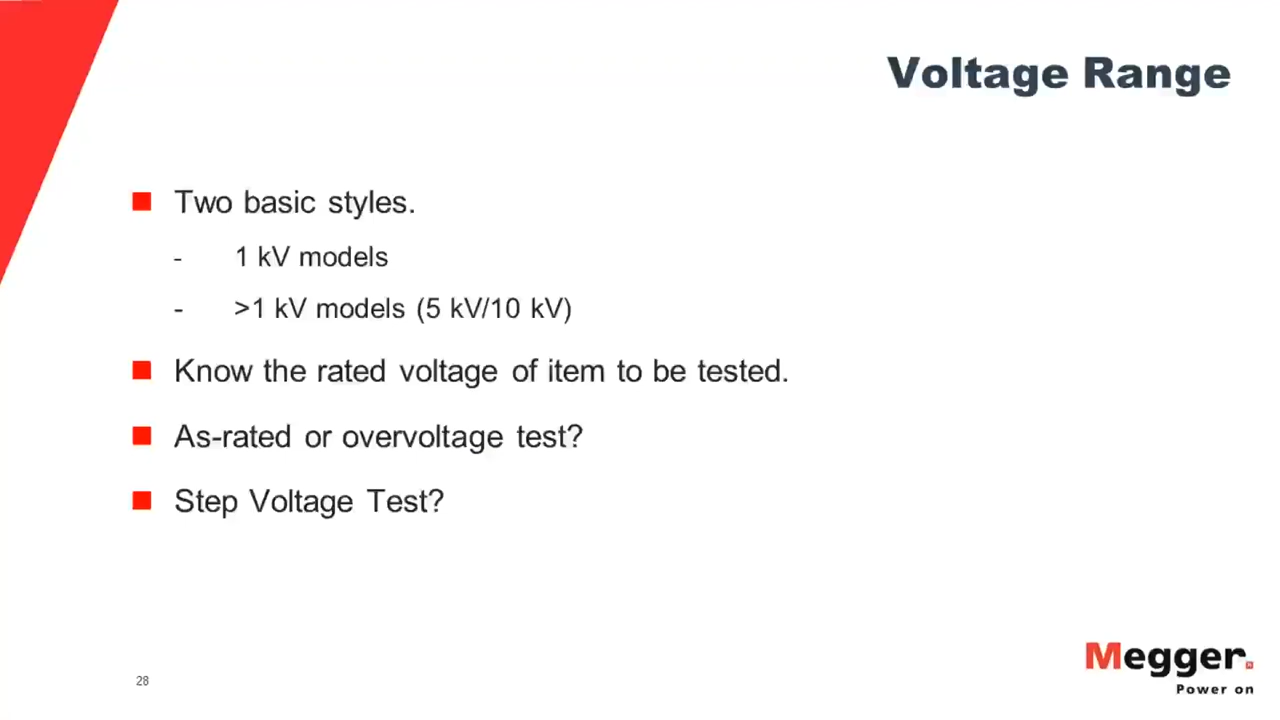 Voltage Range
Two basic styles.
- 1 kV models
- >1 kV models (5 kV/10 kV)
Know the rated voltage of item to be tested.
As-rated or overvoltage test?
Step Voltage Test?
28
Megger.
Power on